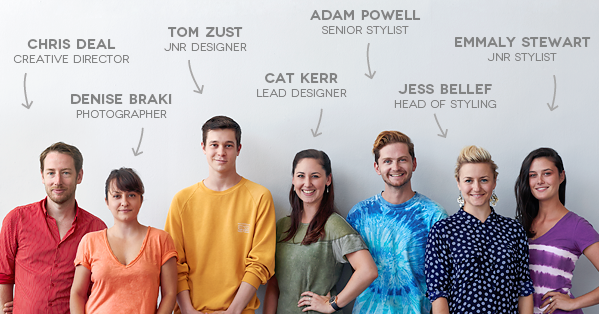 CHRIS DEAL
CREATIVE DIRECTOR
DENISE BRAKI
PHOTOGRAPHER
TOM ZUST
JNR DESIGNER
CAT KERR
LEAD DESIGNER
ADAM POWELL
SENIOR STYLIST
JESS BELLEF
HEAD OF STYLING
EMMALY STEWART
JNR STYLIST